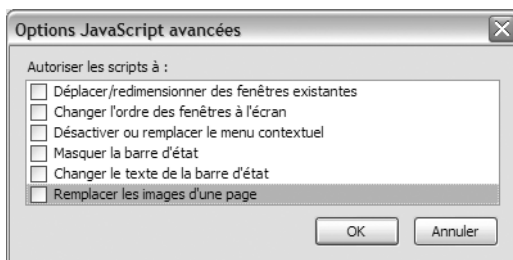 Options JavaScript avancées
Autoriser les scripts à :
Déplacer/redimensionner des fenêtres existantes
Changer l'ordre des fenêtres à l'écran
Désactiver ou remplacer le menu contextuel
Masquer la barre d'état
Changer le texte de la barre d'état
Remplacer les images d'une page
OK Annuler